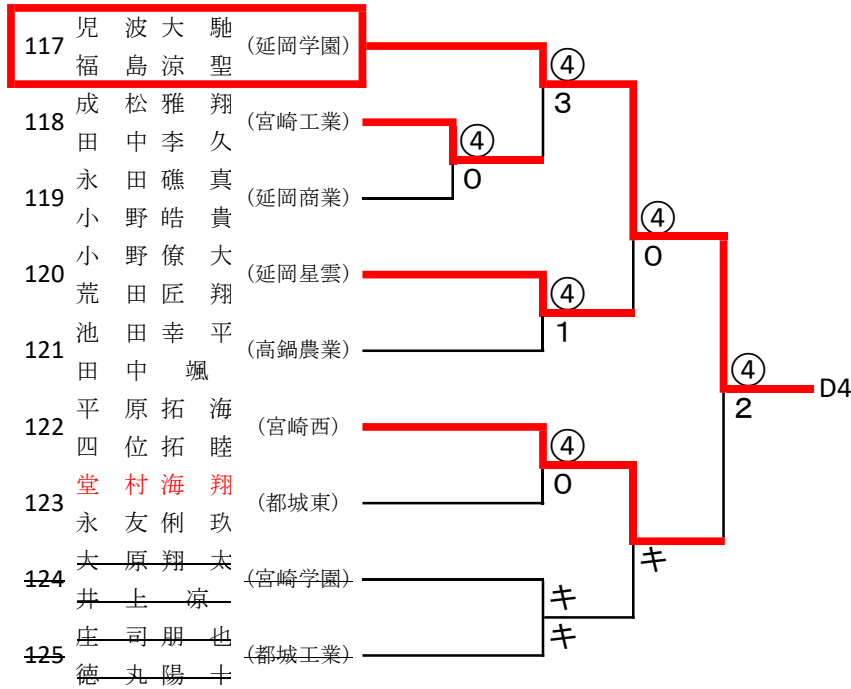 117 児波大馳 (延岡学園)
福島涼聖
118 成松雅翔 (宮崎工業)
田中李久
119 永田礁真 (延岡商業)
小野皓貴
120 小野僚大 (延岡星雲)
荒田匠翔
121 池田幸平 (高鍋農業)
田中颯
122 平原拓海 (宮崎西)
四位拓睦
123 堂村海翔 (都城東)
永友俐玖
124 大原翔太 (宮崎学園)
井上凉
125 庄司朋也 (都城工業)
徳丸陽十
④
3
④
0
④
0
④
1
④
2
D4
④
0
キ
キ
キ